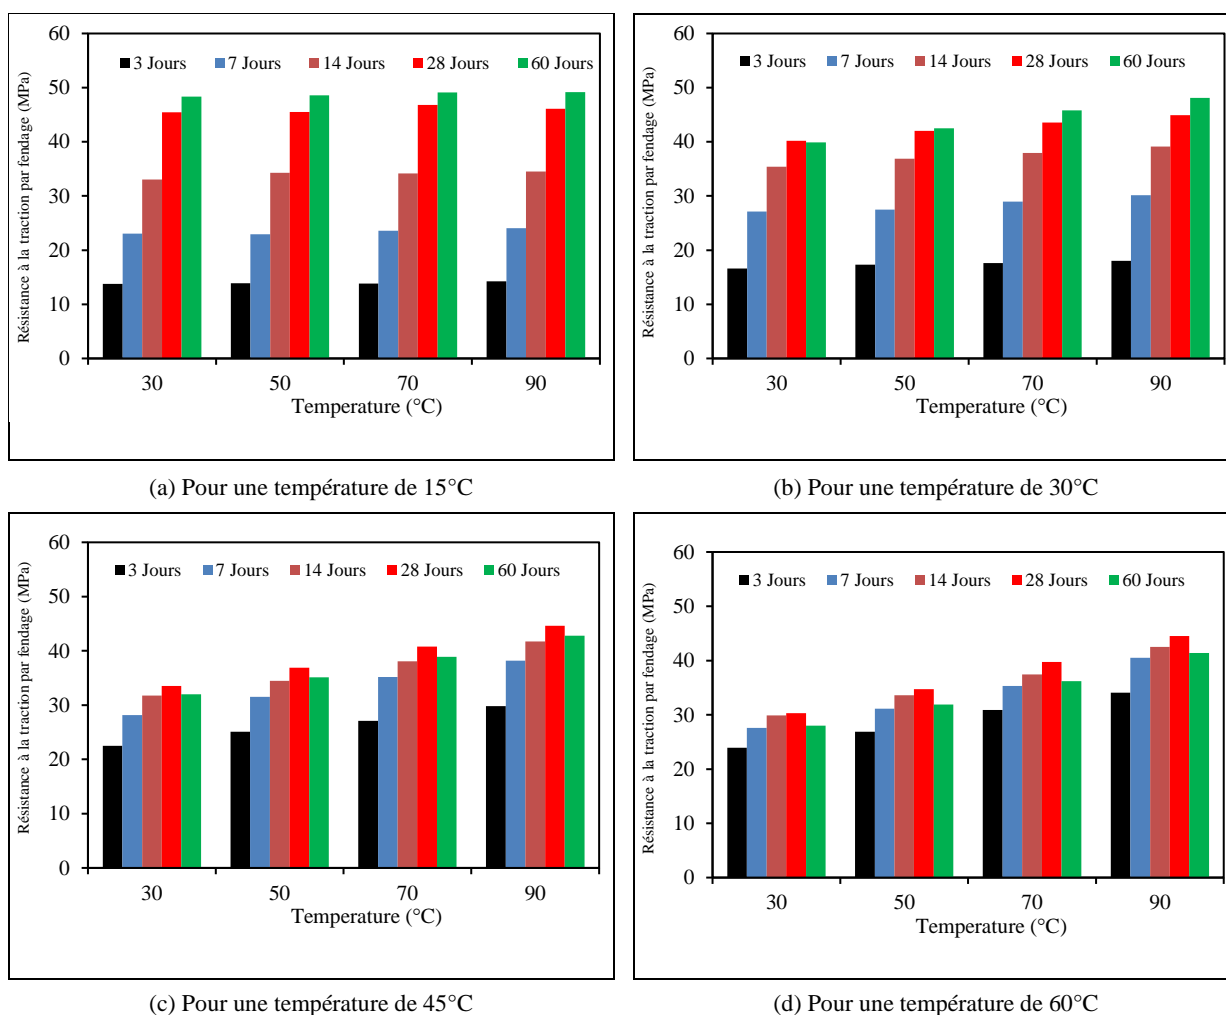 Résistance à la traction par fendage (MPa)
60
50
40
30
20
10
0
3 Jours 7 Jours 14 Jours 28 Jours 60 Jours
30 50 70 90
Temperature (°C)
(a) Pour une température de 15°C
Résistance à la traction par fendage (MPa)
60
50
40
30
20
10
0
3 Jours 7 Jours 14 Jours 28 Jours 60 Jours
30 50 70 90
Temperature (°C)
(b) Pour une température de 30°C
Résistance à la traction par fendage (MPa)
60
50
40
30
20
10
0
3 Jours 7 Jours 14 Jours 28 Jours 60 Jours
30 50 70 90
Temperature (°C)
(c) Pour une température de 45°C
Résistance à la traction par fendage (MPa)
60
50
40
30
20
10
0
3 Jours 7 Jours 14 Jours 28 Jours 60 Jours
30 50 70 90
Temperature (°C)
(d) Pour une température de 60°C